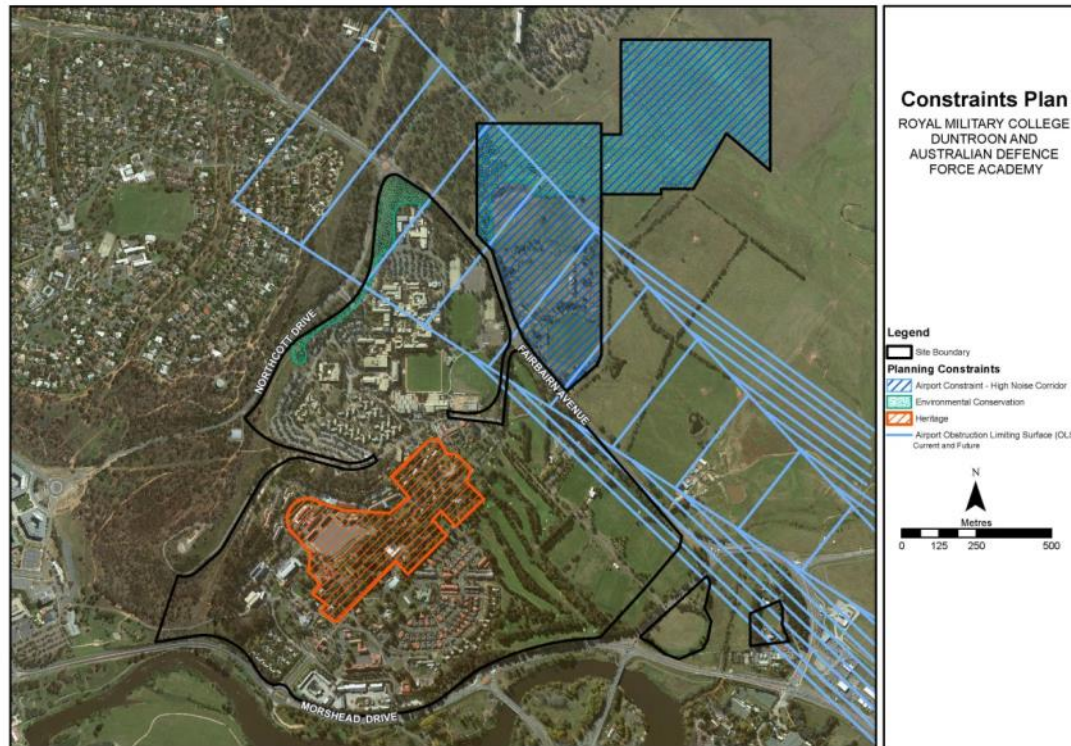 Constraints Plan
ROYAL MILITARY COLLEGE
DUNTROON AND
AUSTRALIAN DEFENCE
FORCE ACADEMY
NORTHCOTT DRIVE
FAIRBAIRN AVENUE
MORSHEAD DRIVE
Legend
Site Boundary
Planning Constraints
Airport Constraint - High Noise Corridor
Environmental Conservation
Heritage
Airport Obstruction Limiting Surface (OLS
Current and Future
N
Metres
0 125 250 500